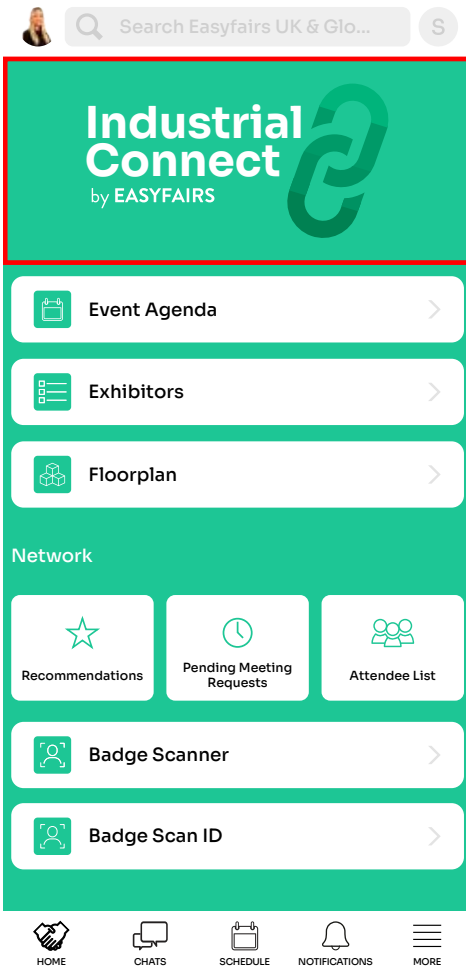 Search Easyfairs UK & Glo...
S
Industrial
Connect
by EASYFAIRS
Event Agenda
Exhibitors
Floorplan
Network
Recommendations
Pending Meeting
Requests
Attendee List
Badge Scanner
Badge Scan ID
HOME
CHATS
SCHEDULE
NOTIFICATIONS
MORE